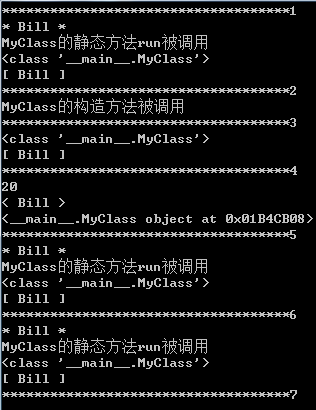 ************************************1
* Bill *
MyClass的静态方法run被调用
<class '__main__.MyClass'>
[ Bill ]
************************************2
MyClass的构造方法被调用
************************************3
<class '__main__.MyClass'>
[ Bill ]
************************************4
20
< Bill >
<__main__.MyClass object at 0x01B4CB08>
************************************5
* Bill *
MyClass的静态方法run被调用
<class '__main__.MyClass'>
[ Bill ]
************************************6
* Bill *
MyClass的静态方法run被调用
<class '__main__.MyClass'>
[ Bill ]
************************************7